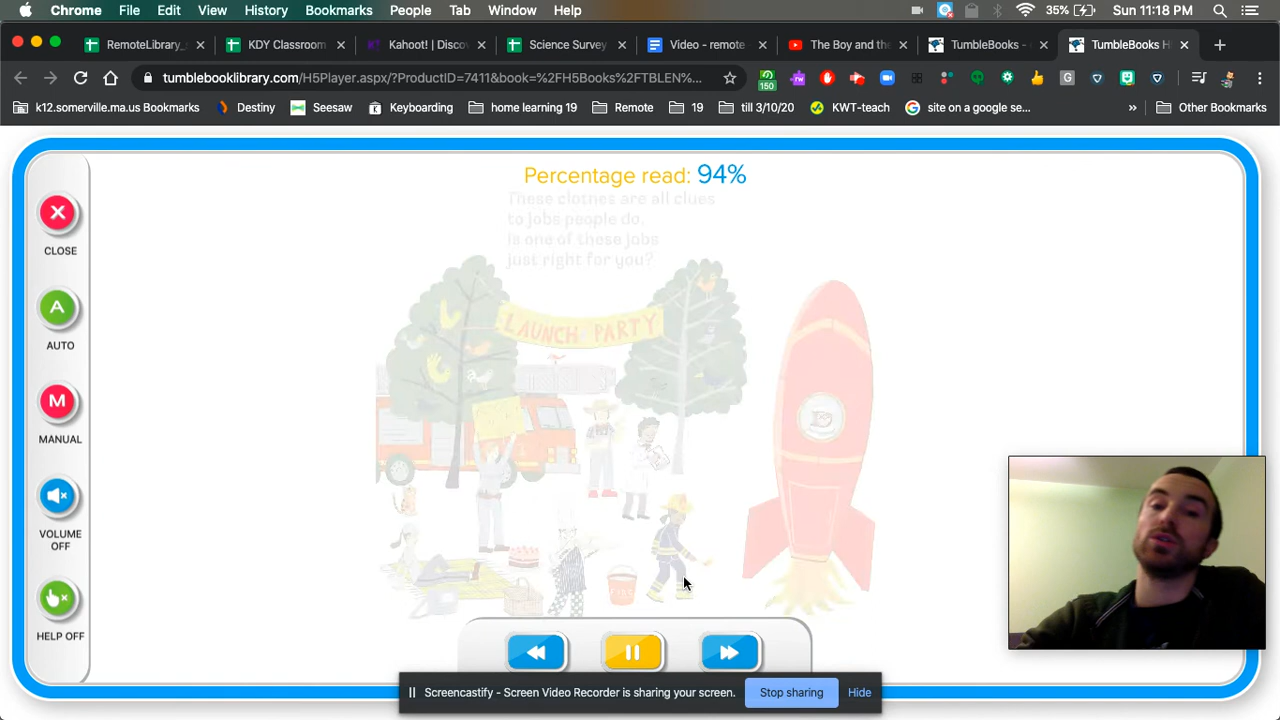 Chrome File Edit View History Bookmarks People Tab Window Help 35% Sun 11:18 PM
RemoteLibrary_ KDY Classroom Kahoot! | Disco Science Survey Video - remote The Boy and the TumbleBooks - TumbleBooks H
tumblebooklibrary.com/H5Player.aspx/?ProductID=7411&book=%2FH5Books%2FTBLEN%... 150
k12.somerville.ma.us Bookmarks Destiny Seesaw Keyboarding home learning 19 Remote 19 till 3/10/20 KWT-teach site on a google se... » Other Bookmarks
Percentage read: 94%
These clothes are all clues
to jobs people do.
Is one of these jobs
just right for you?
LAUNCH PARTY
X
CLOSE
A
AUTO
M
MANUAL
VOLUME
OFF
HELP OFF
Screencastify - Screen Video Recorder is sharing your screen. Stop sharing Hide